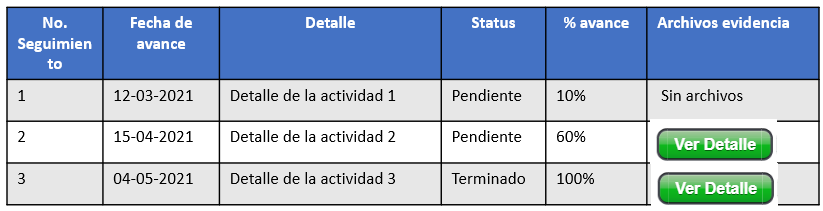 No. Seguimiento Fecha de avance Detalle Status % avance Archivos evidencia
1 12-03-2021 Detalle de la actividad 1 Pendiente 10% Sin archivos
2 15-04-2021 Detalle de la actividad 2 Pendiente 60% Ver Detalle
3 04-05-2021 Detalle de la actividad 3 Terminado 100% Ver Detalle